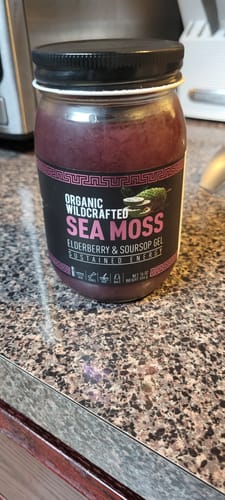 ORGANIC
WILDCRAFTED
SEA MOSS
ELDERBERRY & SOURSOP GEL
SUSTAINED ENERGY